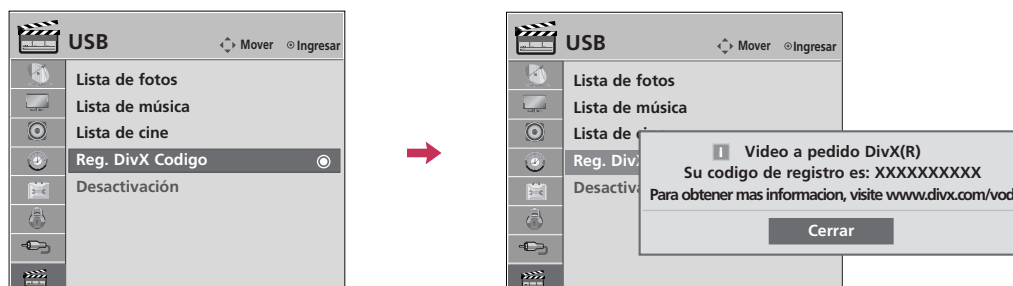 USB
Mover Ingresar
Lista de fotos
Lista de música
Lista de cine
Reg. DivX Codigo
Desactivación
USB
Mover Ingresar
Lista de fotos
Lista de música
Lista de
Reg. Div
Desactiva
Video a pedido DivX(R)
Su codigo de registro es: XXXXXXXXXX
Para obtener mas informacion, visite www.divx.com/vod
Cerrar